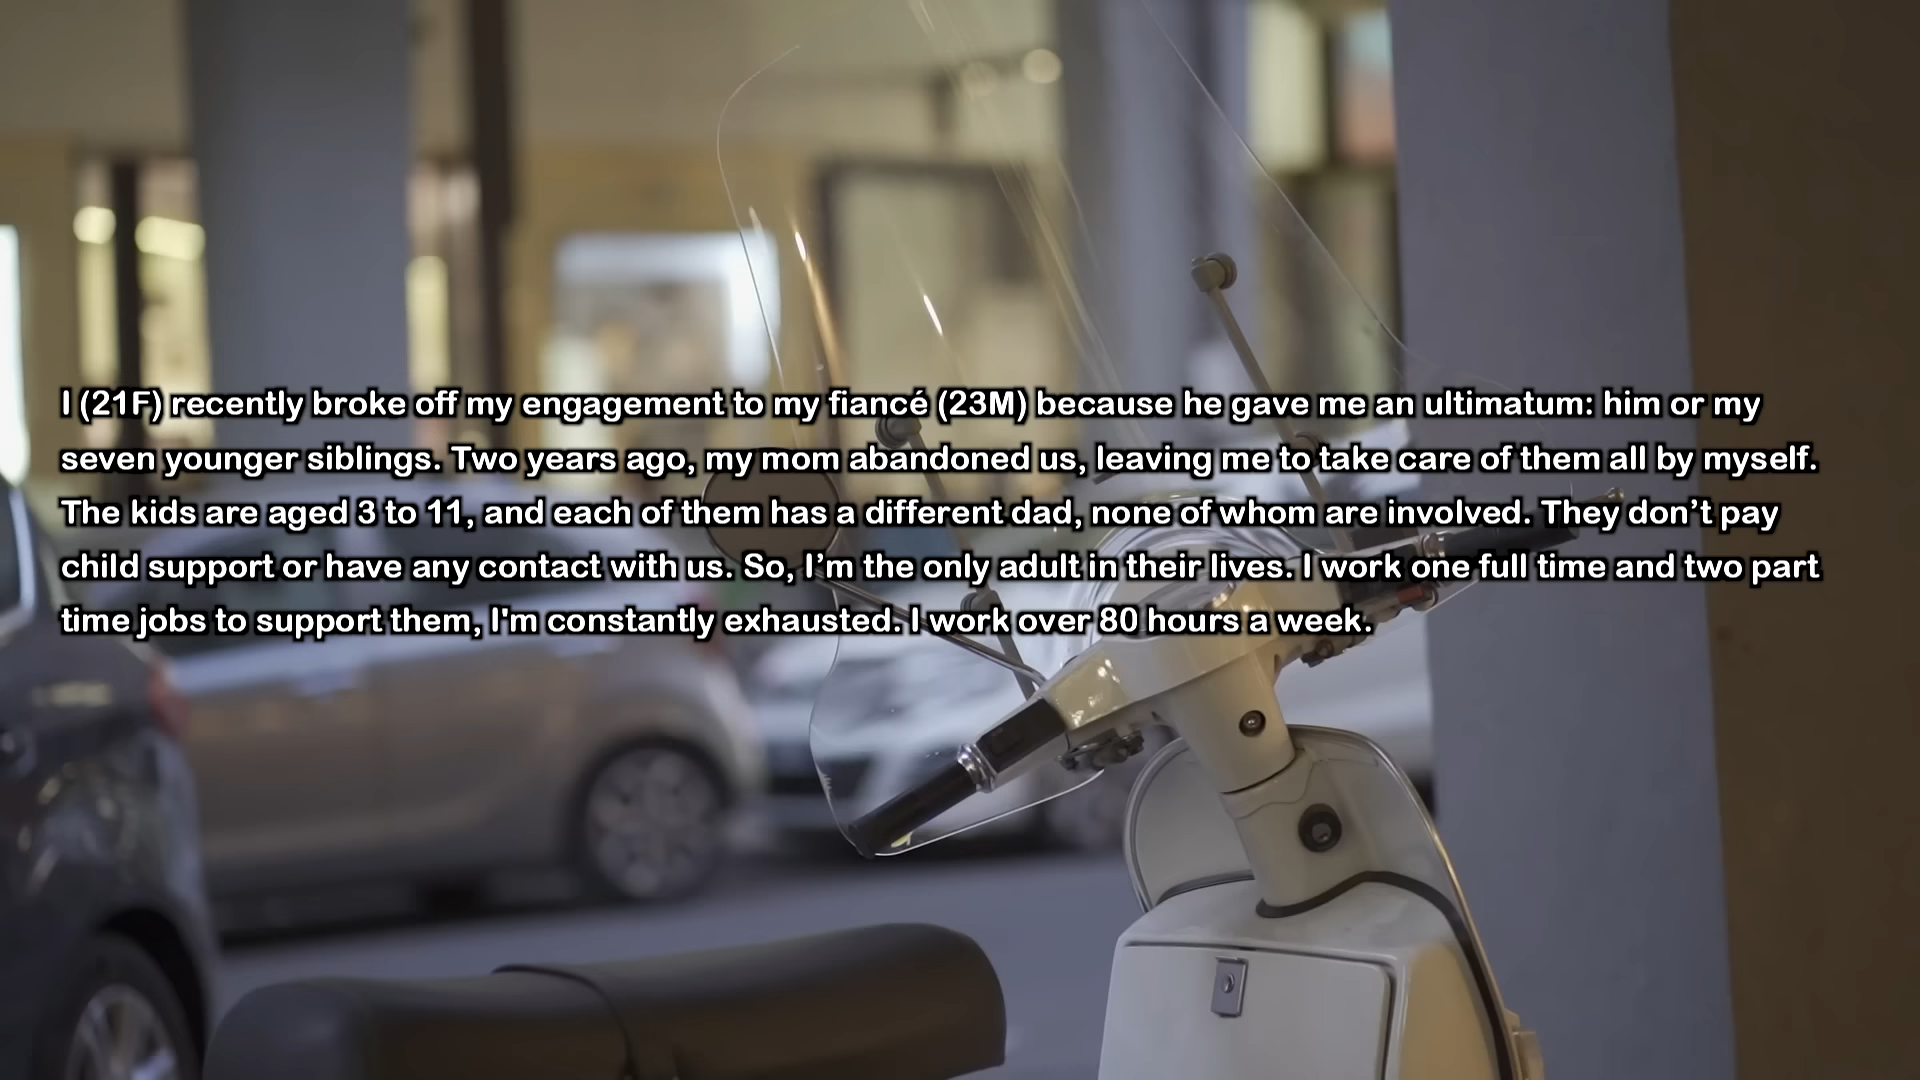 I (21F) recently broke off my engagement to my fiancé (23M) because he gave me an ultimatum: him or my
seven younger siblings. Two years ago, my mom abandoned us, leaving me to take care of them all by myself.
The kids are aged 3 to 11, and each of them has a different dad, none of whom are involved. They don’t pay
child support or have any contact with us. So, I’m the only adult in their lives. I work one full time and two part
time jobs to support them, I'm constantly exhausted. I work over 80 hours a week.